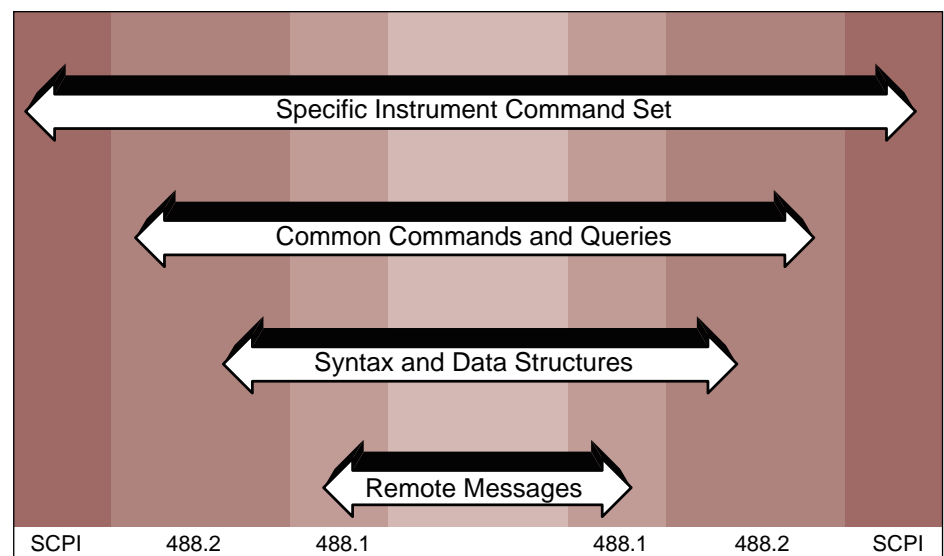 Specific Instrument Command Set
Common Commands and Queries
Syntax and Data Structures
Remote Messages
SCPI 488.2 488.1 488.1 488.2 SCPI